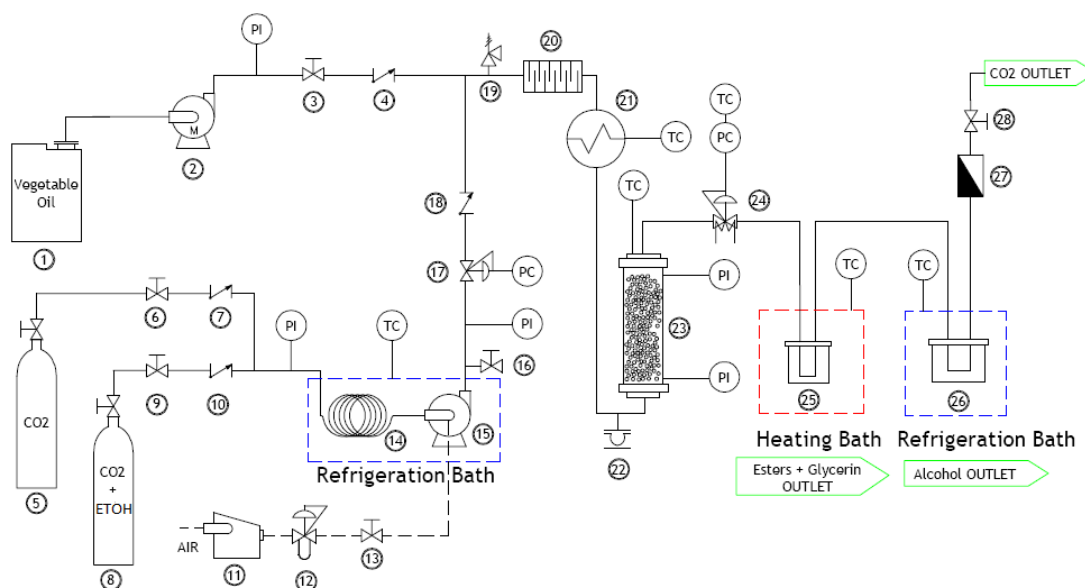 PI
3
4
19
20
M
2
Vegetable
Oil
1
21
TC
TC
PC
CO2 OUTLET
28
27
18
TC
24
17
PC
PI
23
PI
TC
TC
6
7
PI
TC
PI
16
9
10
CO2
5
CO2
+
ETOH
8
14
15
Refrigeration Bath
PI
22
25
26
Heating Bath
Refrigeration Bath
Esters + Glycerin
OUTLET
Alcohol OUTLET
AIR
11
12
13